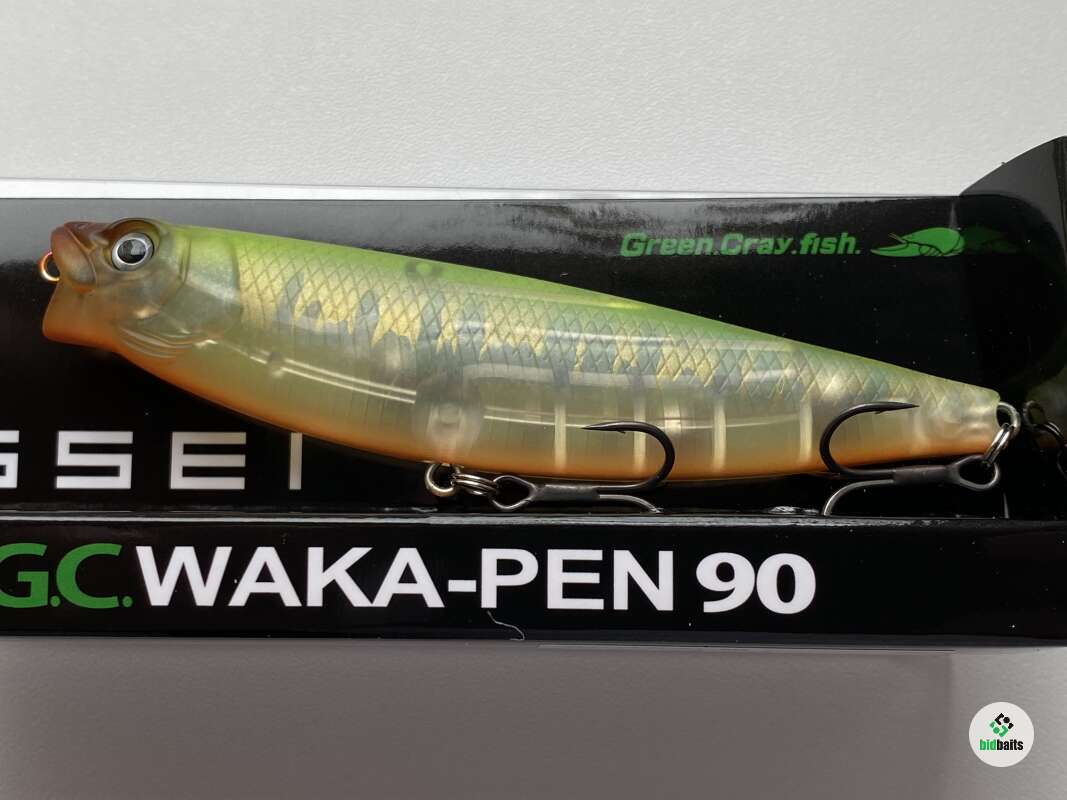 Green.Cray.fish.
SSEI
G.C.WAKA-PEN 90
bidbaits